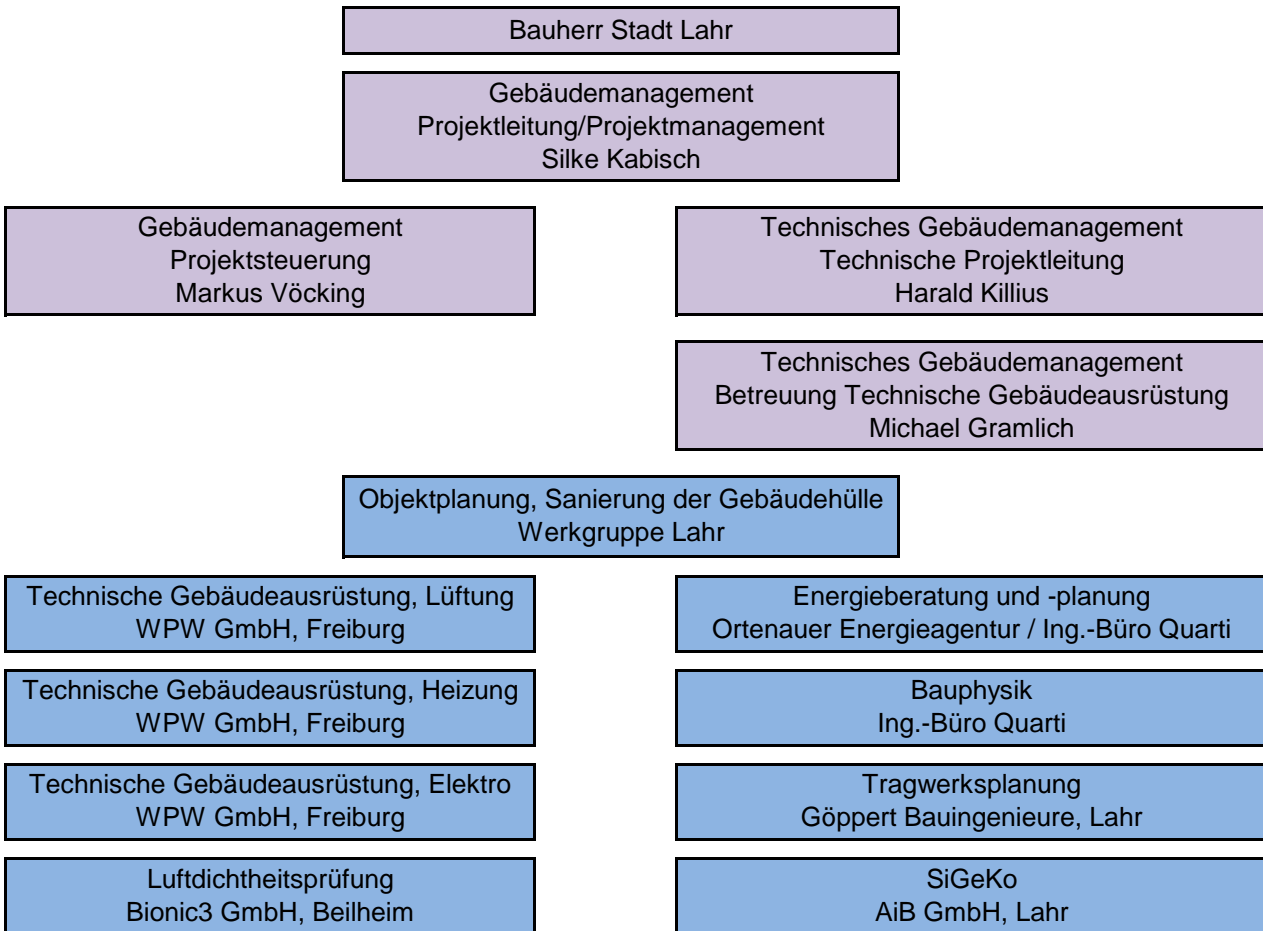 Bauherr Stadt Lahr
Gebäudemanagement
Projektleitung/Projektmanagement
Silke Kabisch
Gebäudemanagement
Projektsteuerung
Markus Vöcking
Technisches Gebäudemanagement
Technische Projektleitung
Harald Killius
Technisches Gebäudemanagement
Betreuung Technische Gebäudeausrüstung
Michael Gramlich
Objektplanung, Sanierung der Gebäudehülle
Werkgruppe Lahr
Technische Gebäudeausrüstung, Lüftung
WPW GmbH, Freiburg
Energieberatung und -planung
Ortenauer Energieagentur / Ing.-Büro Quarti
Technische Gebäudeausrüstung, Heizung
WPW GmbH, Freiburg
Bauphysik
Ing.-Büro Quarti
Technische Gebäudeausrüstung, Elektro
WPW GmbH, Freiburg
Tragwerksplanung
Göppert Bauingenieure, Lahr
Luftdichtheitsprüfung
Bionic3 GmbH, Beilheim
SiGeKo
AiB GmbH, Lahr